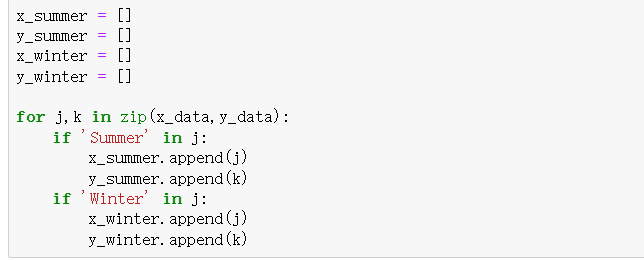 x_summer = []
y_summer = []
x_winter = []
y_winter = []

for j,k in zip(x_data,y_data):
    if 'Summer' in j:
        x_summer.append(j)
        y_summer.append(k)
    if 'Winter' in j:
        x_winter.append(j)
        y_winter.append(k)